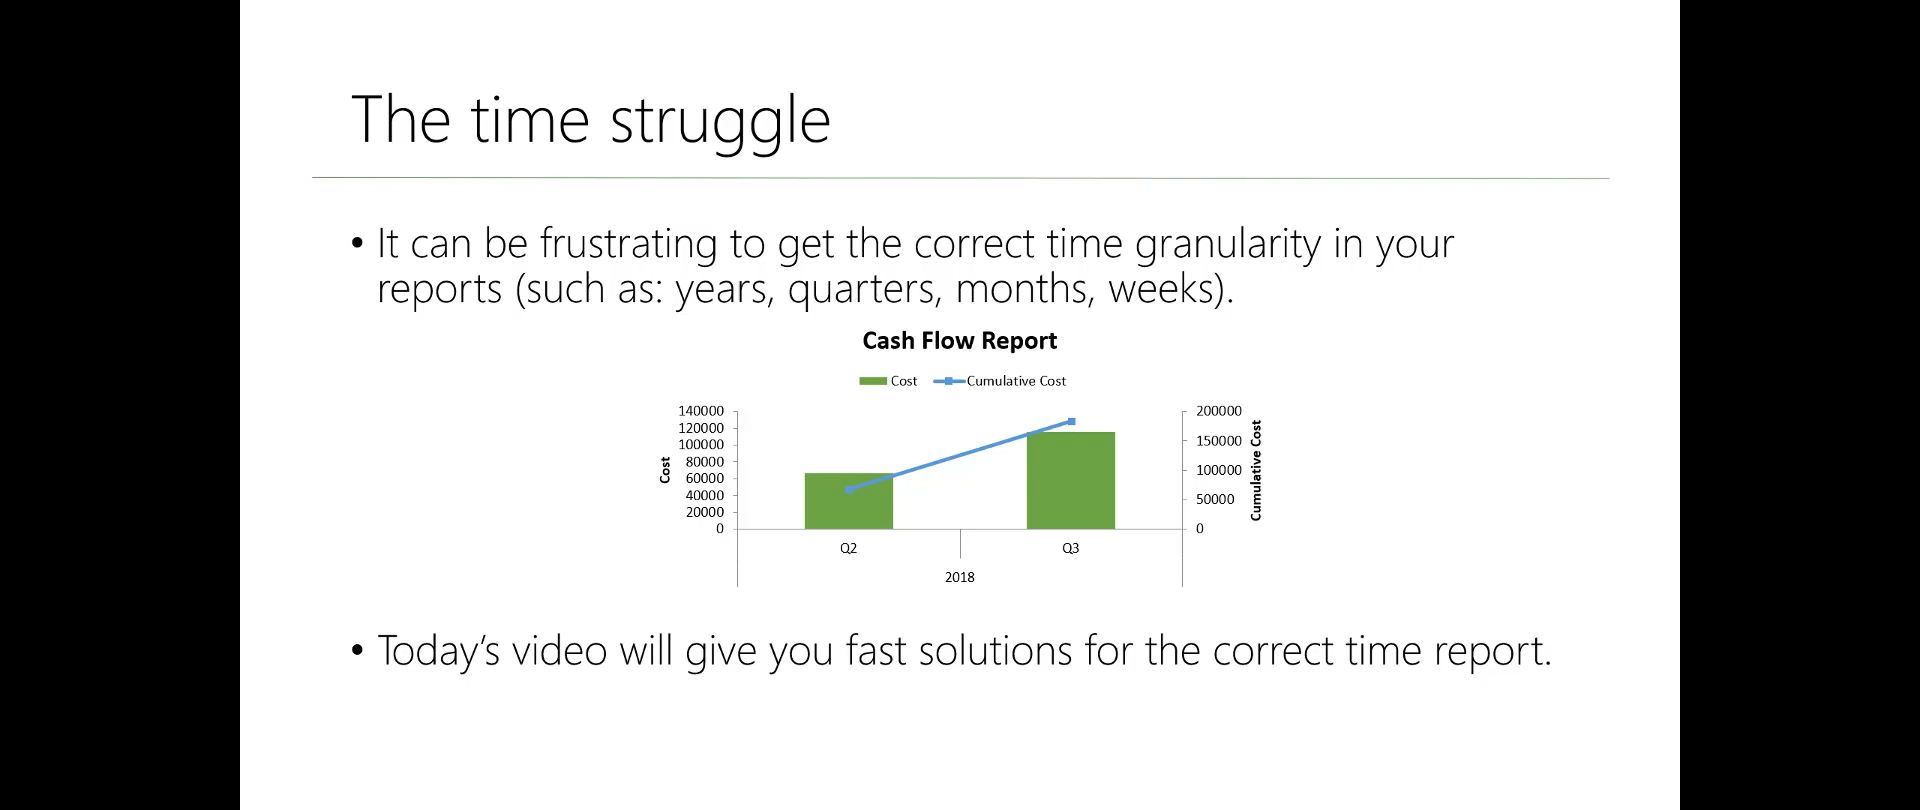 The time struggle
• It can be frustrating to get the correct time granularity in your
reports (such as: years, quarters, months, weeks).
Cash Flow Report
Cost
Cumulative Cost
140000
120000
100000
80000
60000
40000
20000
0
Cost
200000
150000
100000
50000
0
Cumulative Cost
Q2
Q3
2018
• Today’s video will give you fast solutions for the correct time report.